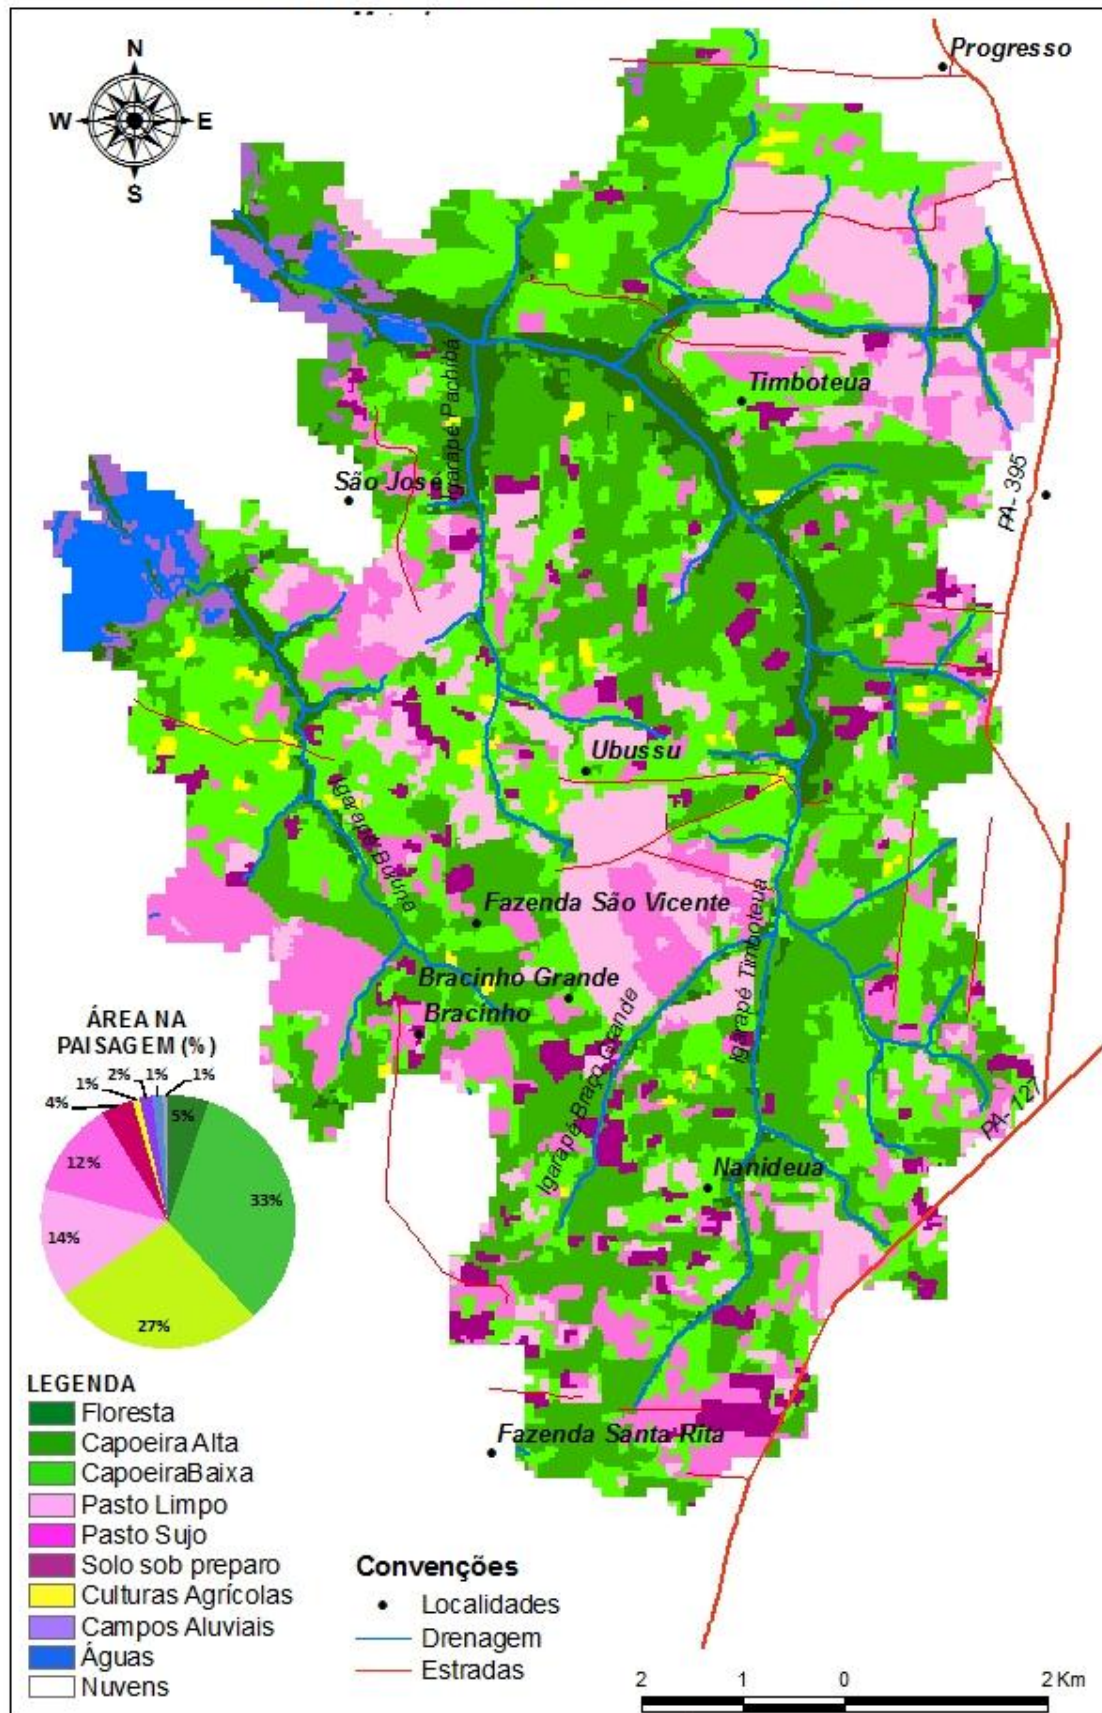 N
W E
S
Progresso
Timboteua
Igarapé Pachibá
São José
PA-395
Ubussu
Igarapé Bujuna
Fazenda São Vicente
Igarapé Timboteua
Bracinho Grande
Bracinho
Igarapé Braço Grande
PA-127
Nanideua
Fazenda Santa Rita
ÁREA NA
PAISAGEM (%)
1% 2% 1% 1%
4% 5%
12%
33%
14%
27%
LEGENDA
Floresta
Capoeira Alta
CapoeiraBaixa
Pasto Limpo
Pasto Sujo
Solo sob preparo
Culturas Agrícolas
Campos Aluviais
Águas
Nuvens
Convenções
Localidades
Drenagem
Estradas
2 1 0 2 Km